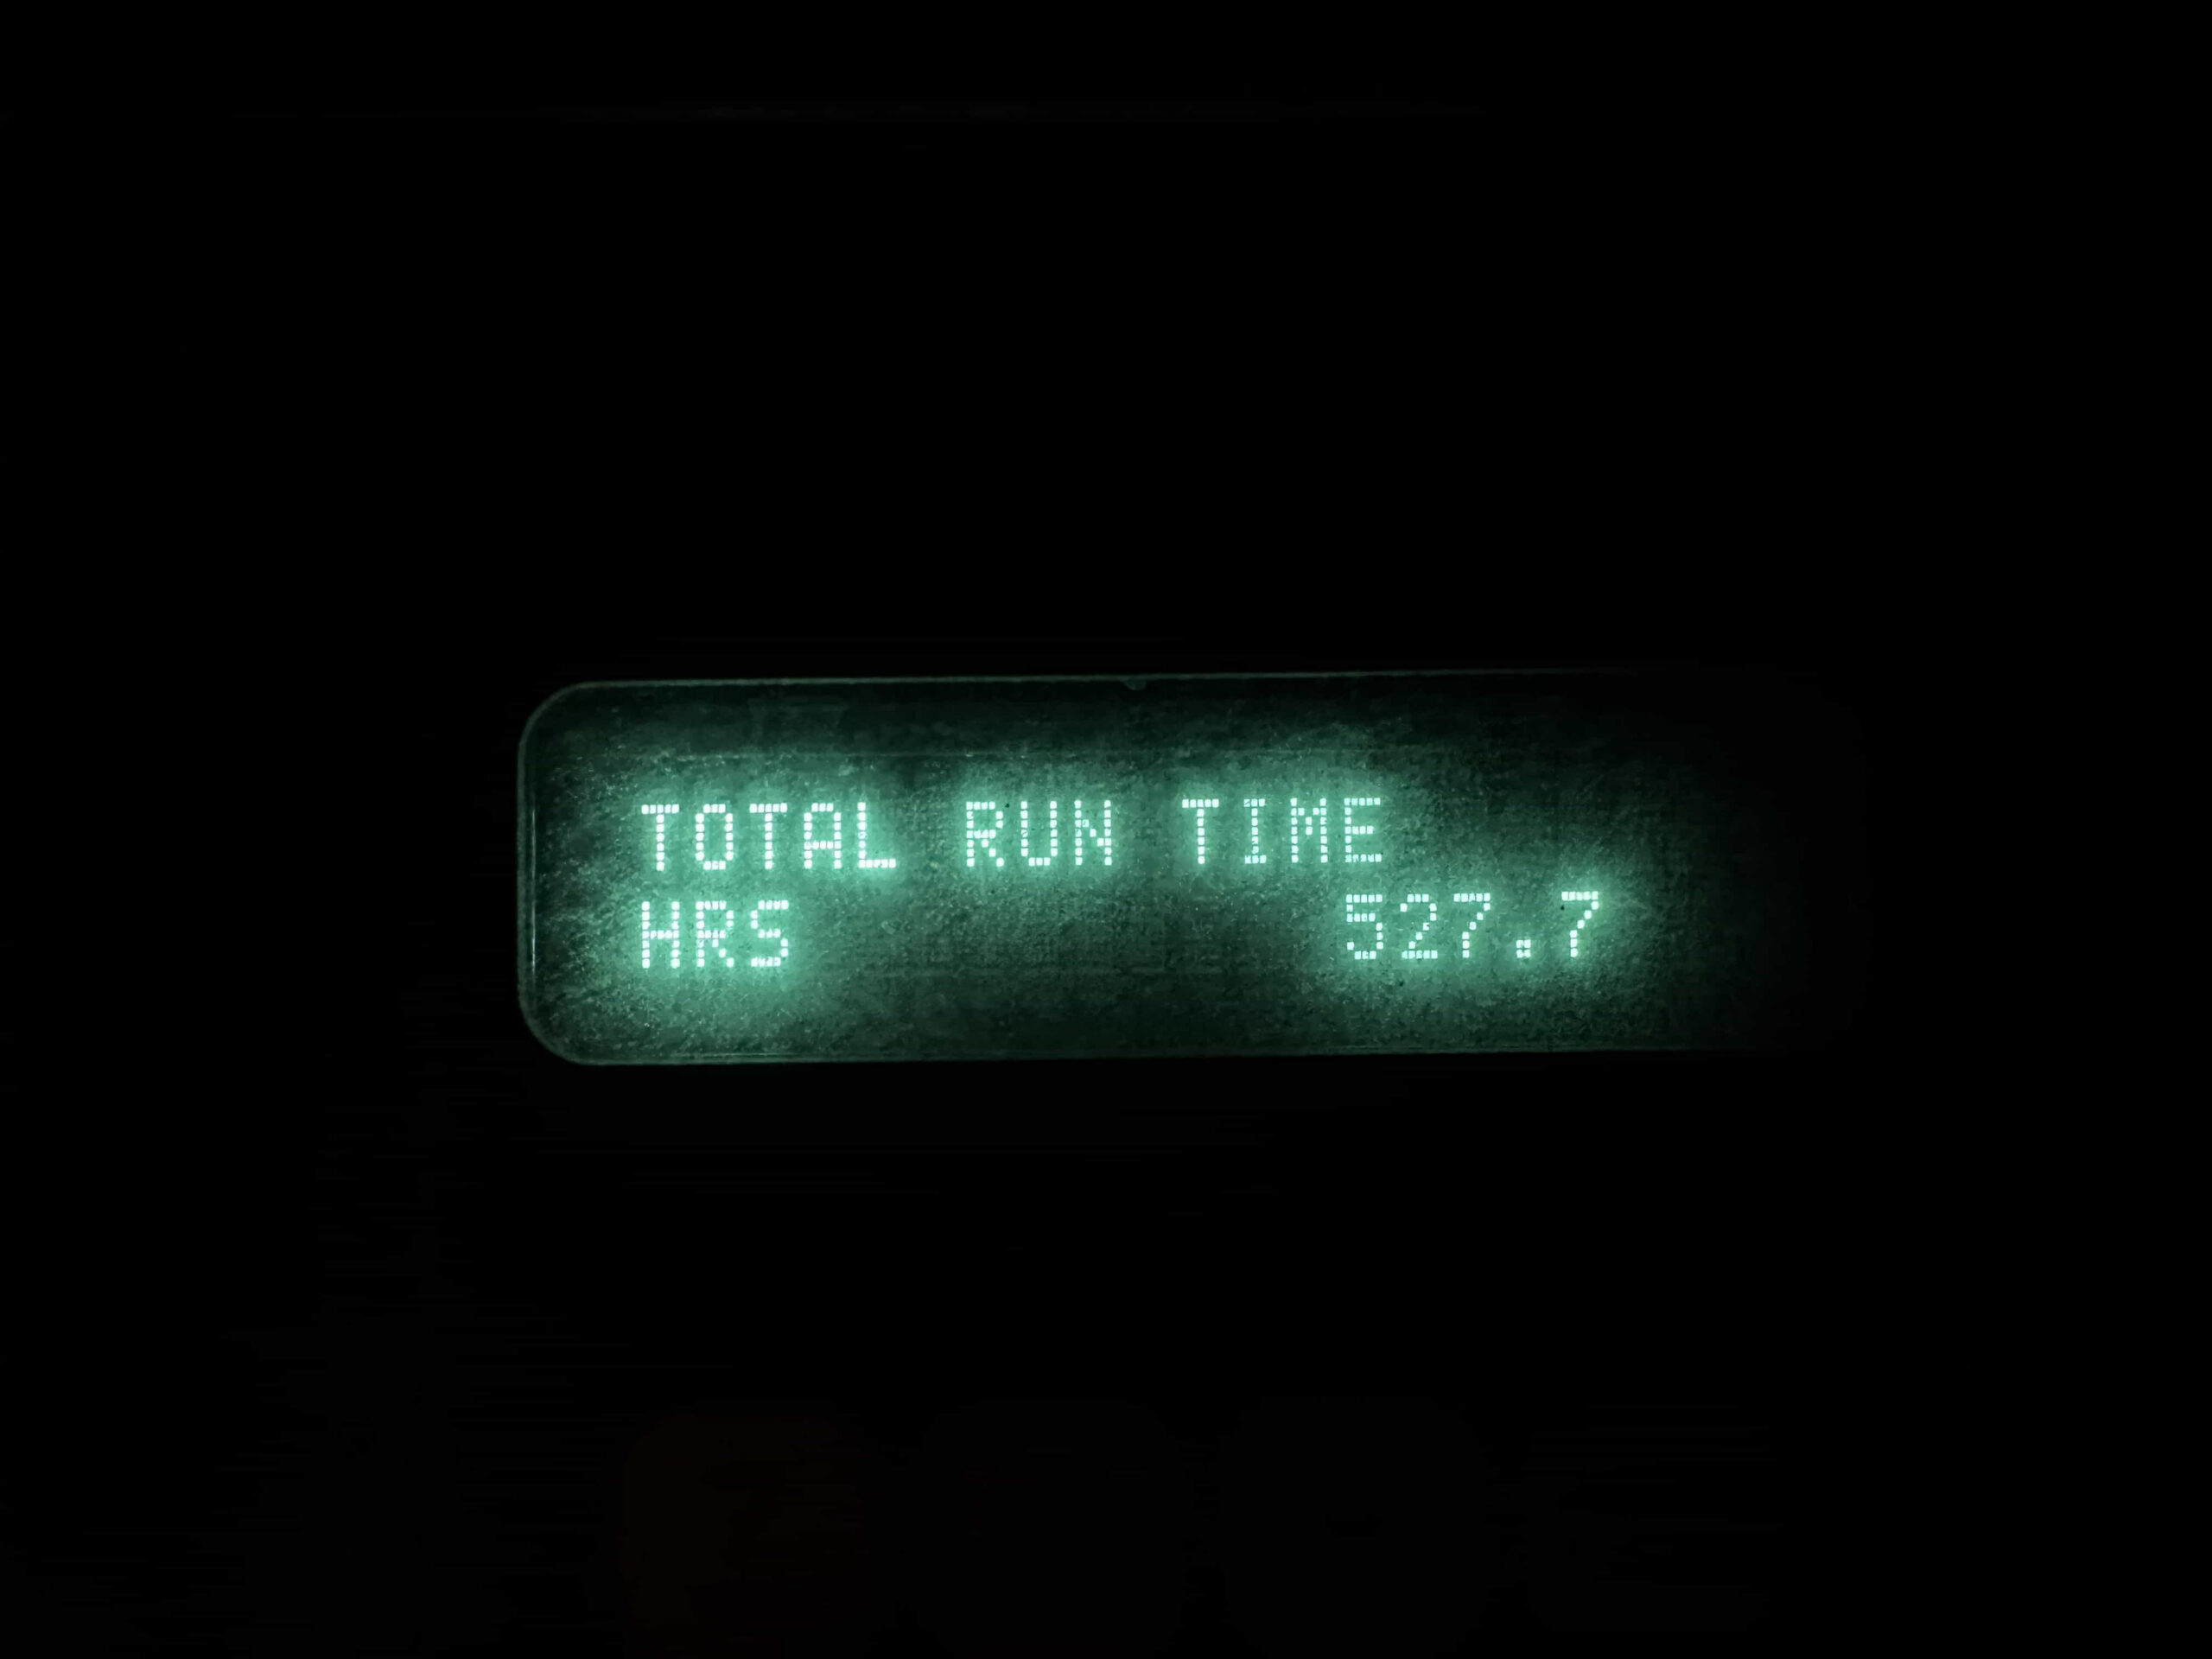 TOTAL RUN TIME
HRS 527.7